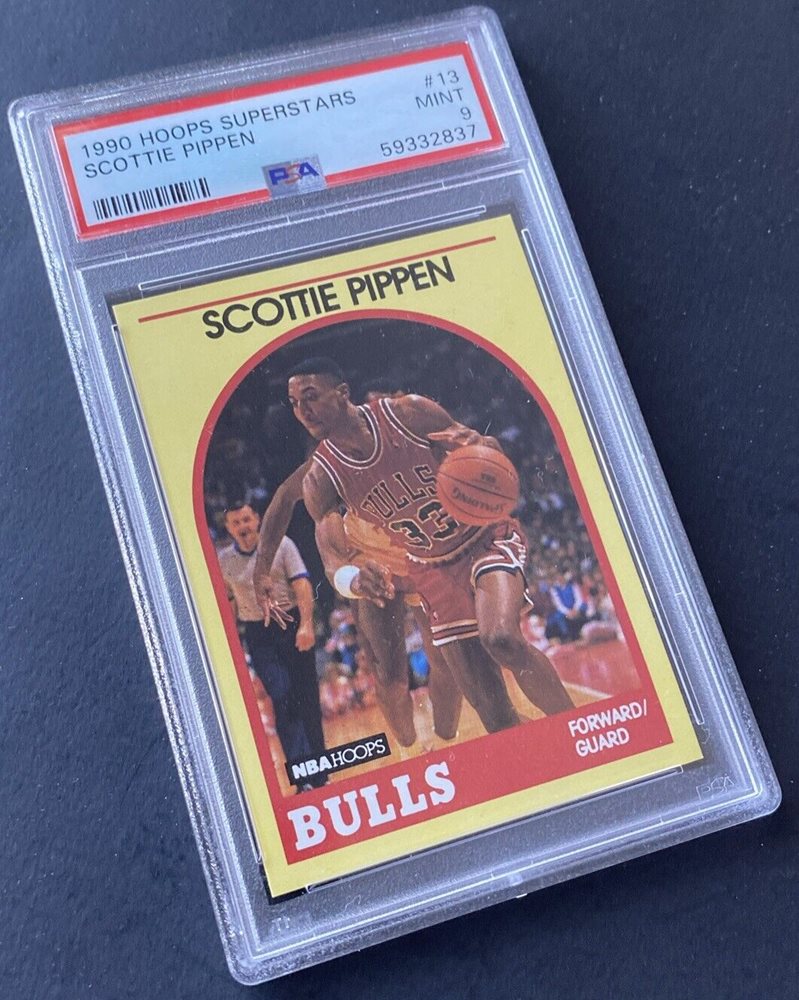 1990 HOOPS SUPERSTARS #13
SCOTTIE PIPPEN MINT
9
PSA 59332837
SCOTTIE PIPPEN
BULLS
33
SPALDING
NBA HOOPS
FORWARD/
GUARD
BULLS
PSA